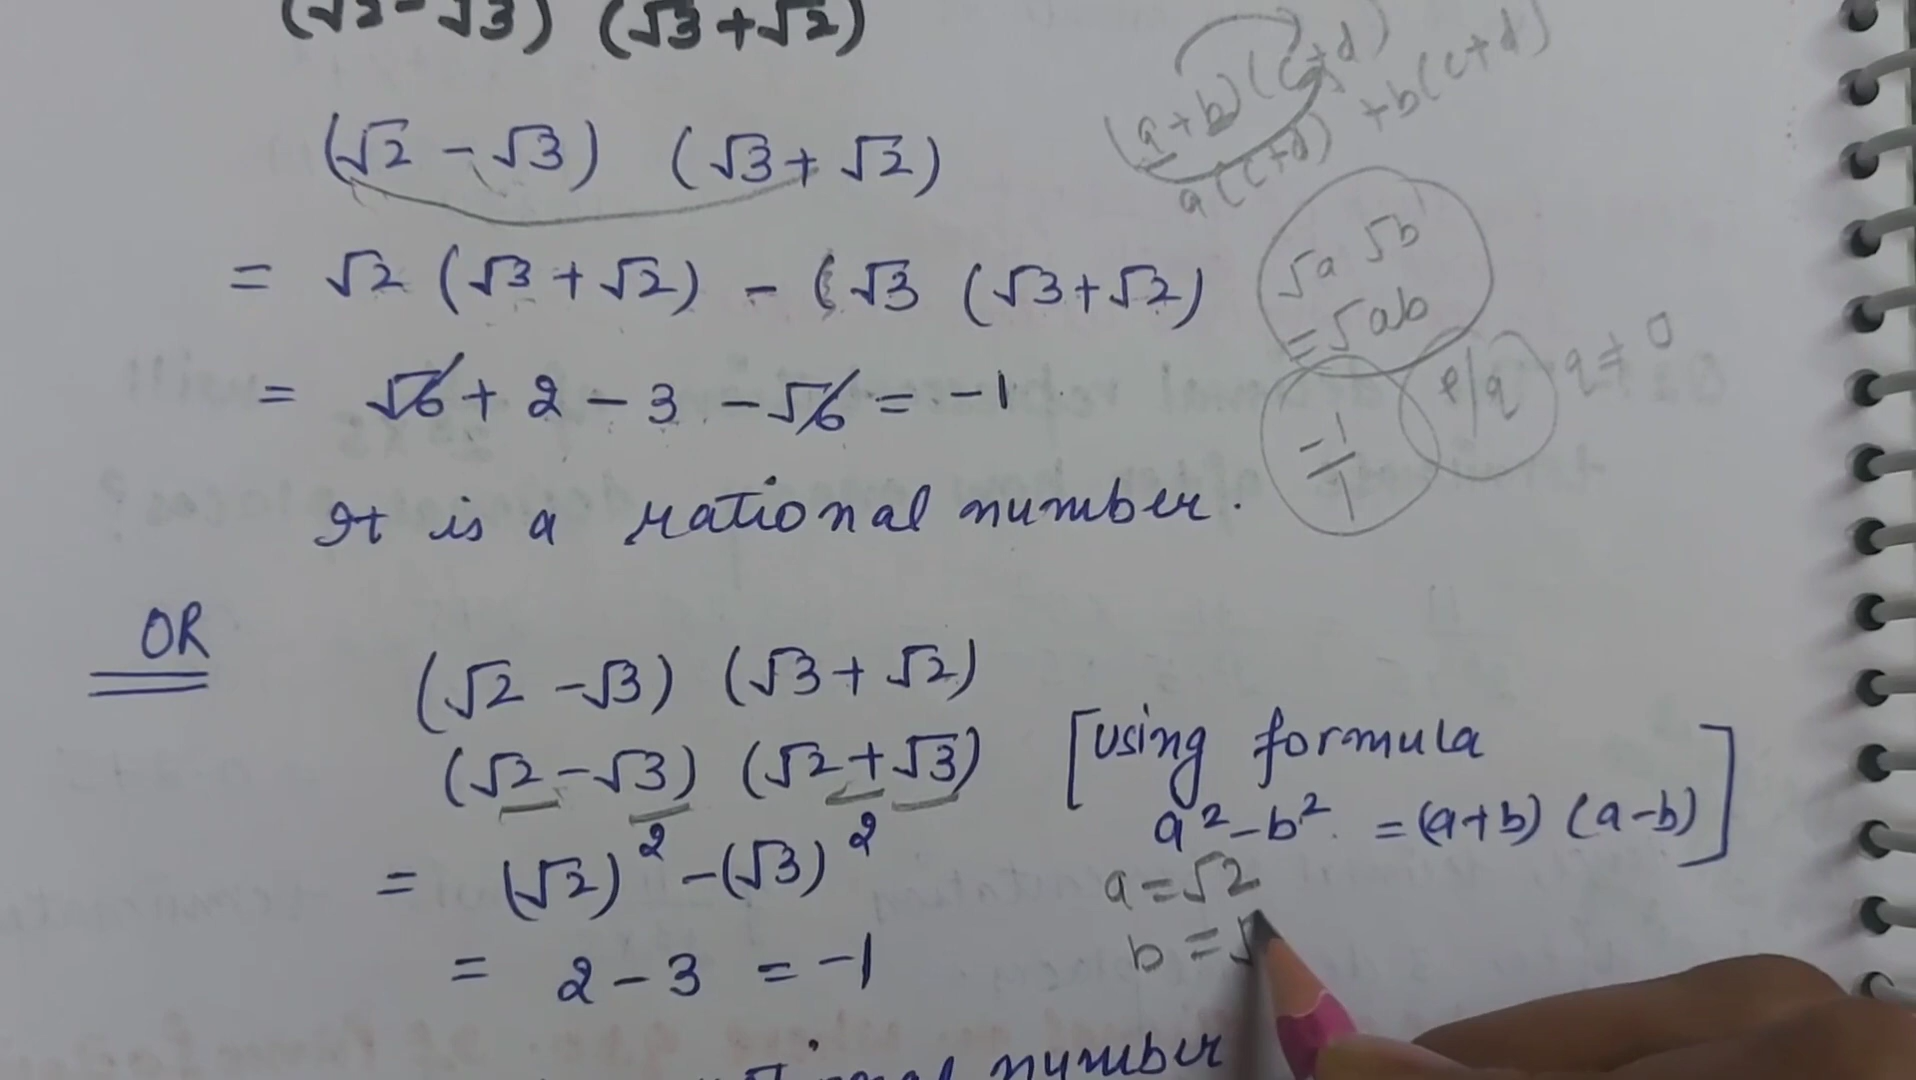 (√2 - √3) (√3 + √2)
(√2 - √3) (√3 + √2)
= √2 (√3 + √2) - (√3 (√3 + √2)
= √6 + 2 - 3 - √6 = -1
It is a rational number.
(a+b)(c+d)
a(c+d) +b(c+d)
√a √b
= √ab
p/q q ≠ 0
-1/1
OR
(√2 - √3) (√3 + √2)
(√2 - √3) (√2 + √3) [using formula
a² - b² = (a+b) (a-b)]
= (√2)² - (√3)²
a = √2
b = √
= 2 - 3 = -1
number